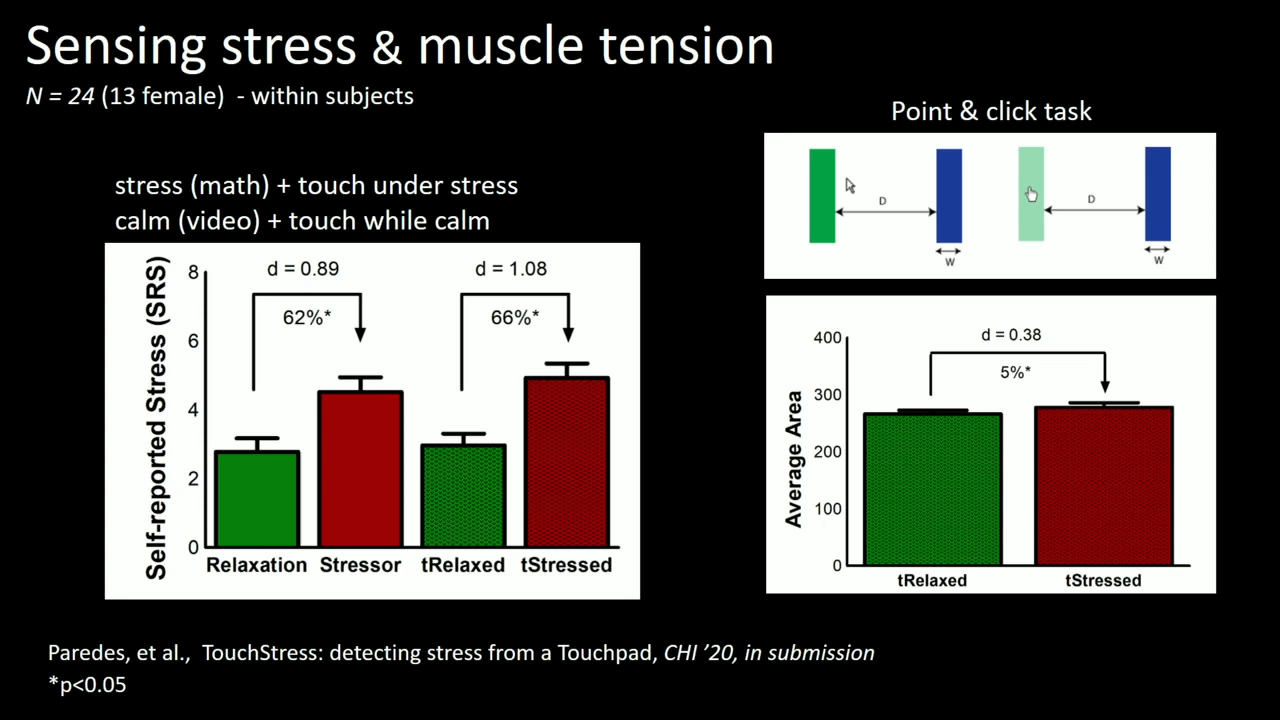 Sensing stress & muscle tension
N = 24 (13 female)  - within subjects
Point & click task
D
W
D
W
stress (math) + touch under stress
calm (video) + touch while calm
Self-reported Stress (SRS)
8
6
4
2
0
d = 0.89
62%*
d = 1.08
66%*
Relaxation Stressor tRelaxed tStressed
Average Area
400
300
200
100
0
d = 0.38
5%*
tRelaxed tStressed
Paredes, et al.,  TouchStress: detecting stress from a Touchpad, CHI ’20, in submission
*p<0.05